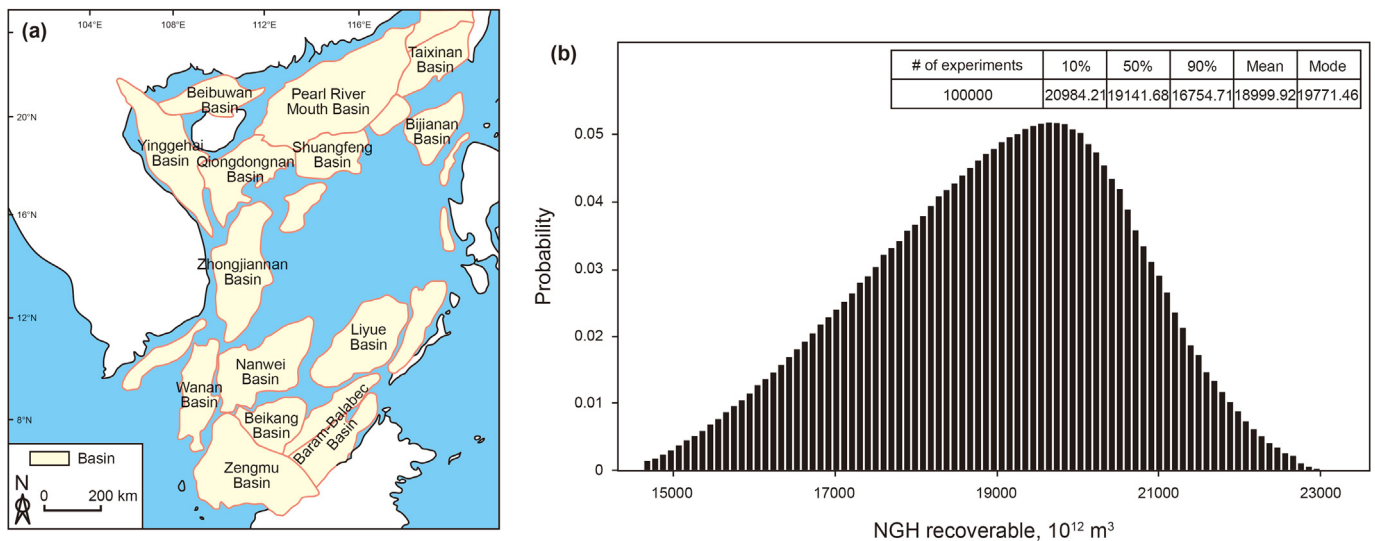 (a)
104°E
108°E
112°E
116°E
20°N
16°N
12°N
8°N
Taixinan
Basin
Beibuwan
Basin
Pearl River
Mouth Basin
Bijianan
Basin
Yinggehai
Basin
Qiongdongnan
Basin
Shuangfeng
Basin
Zhongjiannan
Basin
Liyue
Basin
Nanwei
Basin
Wanan
Basin
Beikang
Basin
Baram-Balabec
Basin
Zengmu
Basin
Basin
N
0
200 km
(b)
# of experiments 10% 50% 90% Mean Mode
100000 20984.21 19141.68 16754.71 18999.92 19771.46
Probability
0.05
0.04
0.03
0.02
0.01
0
15000 17000 19000 21000 23000
NGH recoverable, 10¹² m³